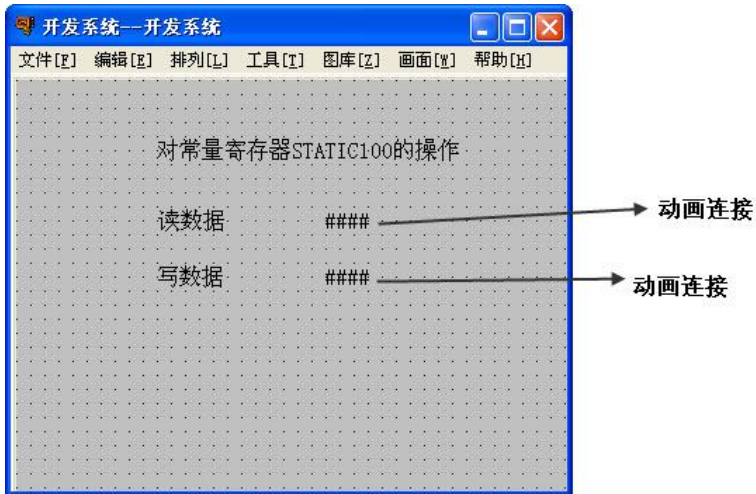 开发系统--开发系统
文件[F] 编辑[E] 排列[L] 工具[T] 图库[Z] 画面[W] 帮助[H]
对常量寄存器STATIC100的操作
读数据 #### 动画连接
写数据 #### 动画连接